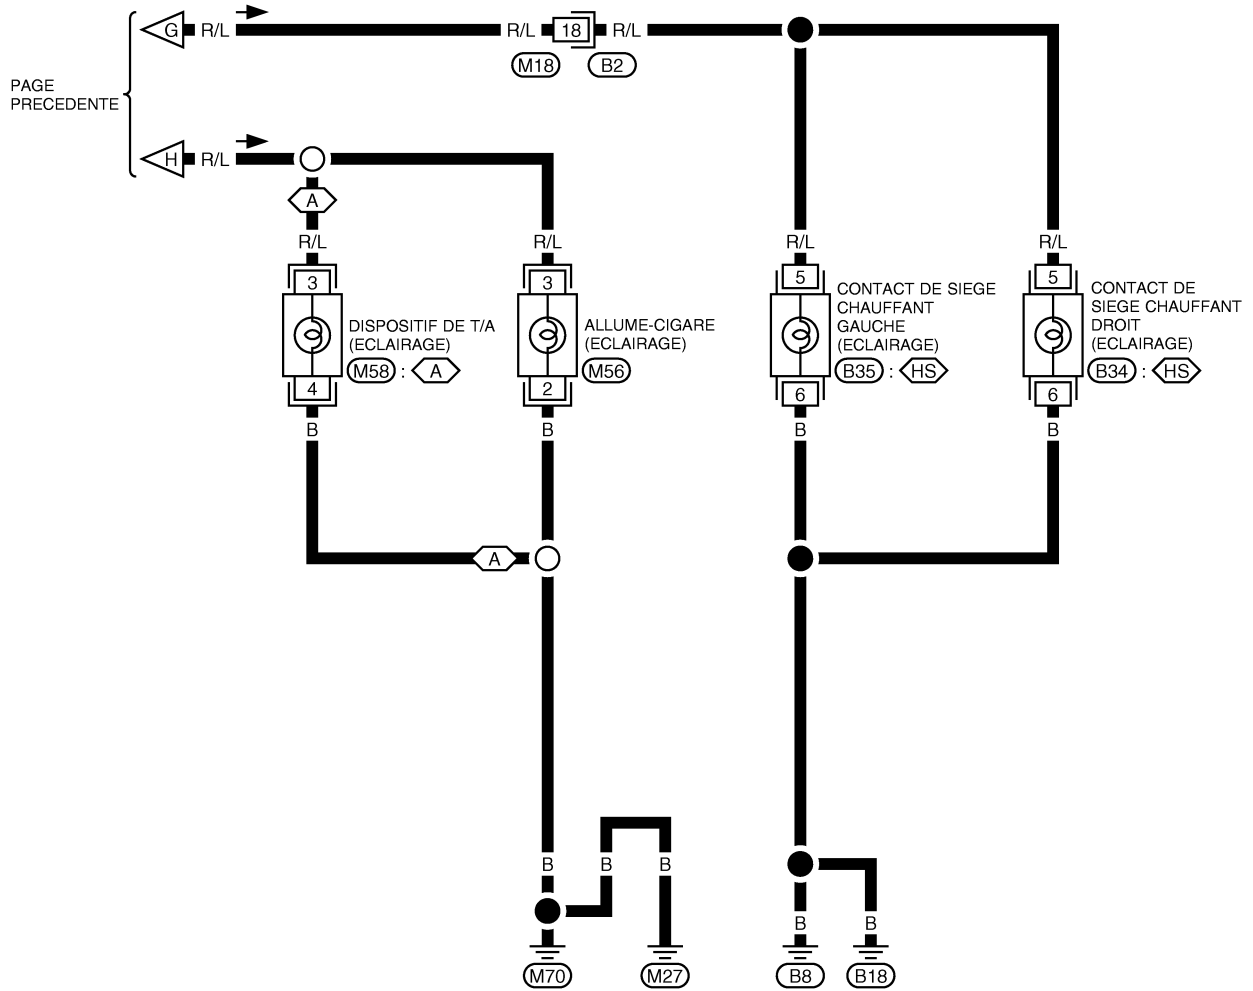 G R/L R/L 18 R/L
M18 B2
PAGE
PRECEDENTE
H R/L
A
R/L R/L R/L R/L
3 3 5 5
DISPOSITIF DE T/A
(ECLAIRAGE)
M58 : A
ALLUME-CIGARE
(ECLAIRAGE)
M56
CONTACT DE SIEGE
CHAUFFANT
GAUCHE
(ECLAIRAGE)
B35 : HS
CONTACT DE
SIEGE CHAUFFANT
DROIT
(ECLAIRAGE)
B34 : HS
4 2 6 6
B B B B
A
B B B
B B
M70 M27 B8 B18